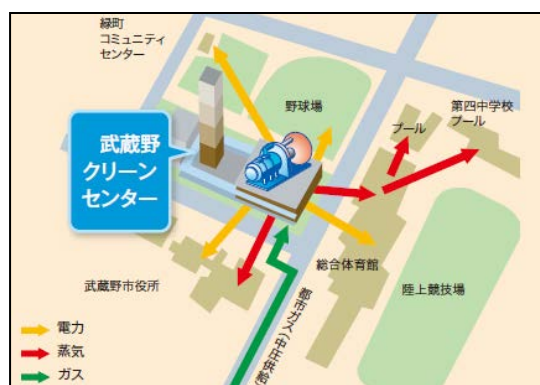 緑町
コミュニティ
センター
野球場
第四中学校
プール
プール
武蔵野
クリーン
センター
総合体育館
陸上競技場
武蔵野市役所
都市ガス(中圧供給)
電力
蒸気
ガス